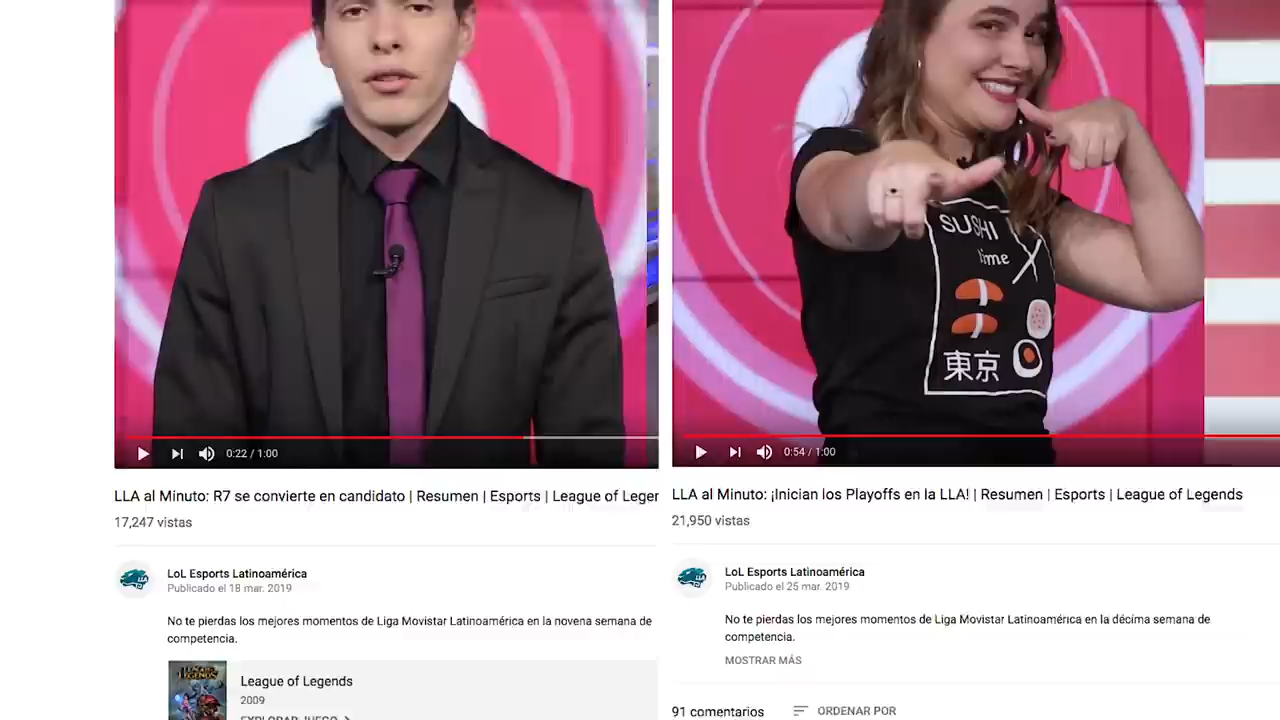 SUSHI
time
東京
0:22 / 1:00
LLA al Minuto: R7 se convierte en candidato | Resumen | Esports | League of Leger
17,247 vistas
LoL Esports Latinoamérica
Publicado el 18 mar. 2019
No te pierdas los mejores momentos de Liga Movistar Latinoamérica en la novena semana de
competencia.
LEAGUE OF
LEGENDS
League of Legends
2009
EXPLORAR JUEGO
0:54 / 1:00
LLA al Minuto: ¡Inician los Playoffs en la LLA! | Resumen | Esports | League of Legends
21,950 vistas
LoL Esports Latinoamérica
Publicado el 25 mar. 2019
No te pierdas los mejores momentos de Liga Movistar Latinoamérica en la décima semana de
competencia.
MOSTRAR MÁS
91 comentarios
ORDENAR POR